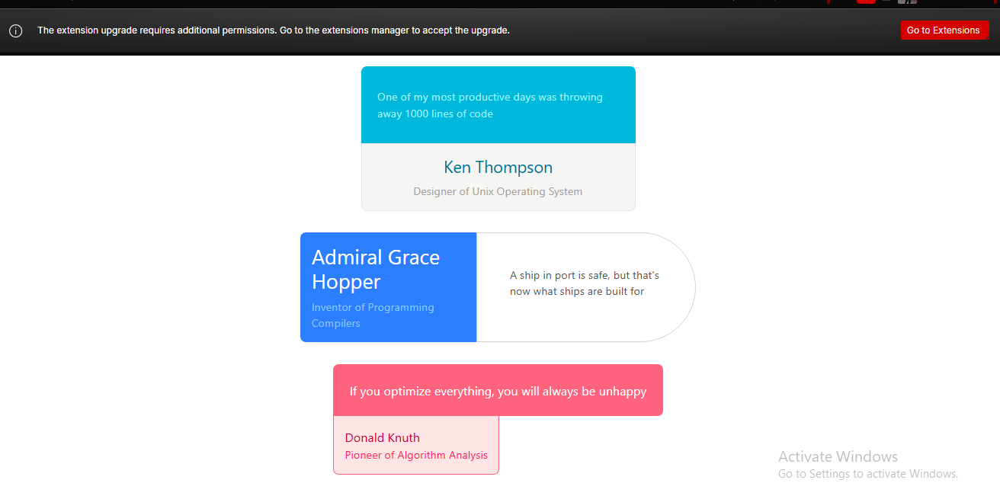 The extension upgrade requires additional permissions. Go to the extensions manager to accept the upgrade.
Go to Extensions
One of my most productive days was throwing
away 1000 lines of code
Ken Thompson
Designer of Unix Operating System
Admiral Grace
Hopper
Inventor of Programming
Compilers
A ship in port is safe, but that's
now what ships are built for
If you optimize everything, you will always be unhappy
Donald Knuth
Pioneer of Algorithm Analysis
Activate Windows
Go to Settings to activate Windows.